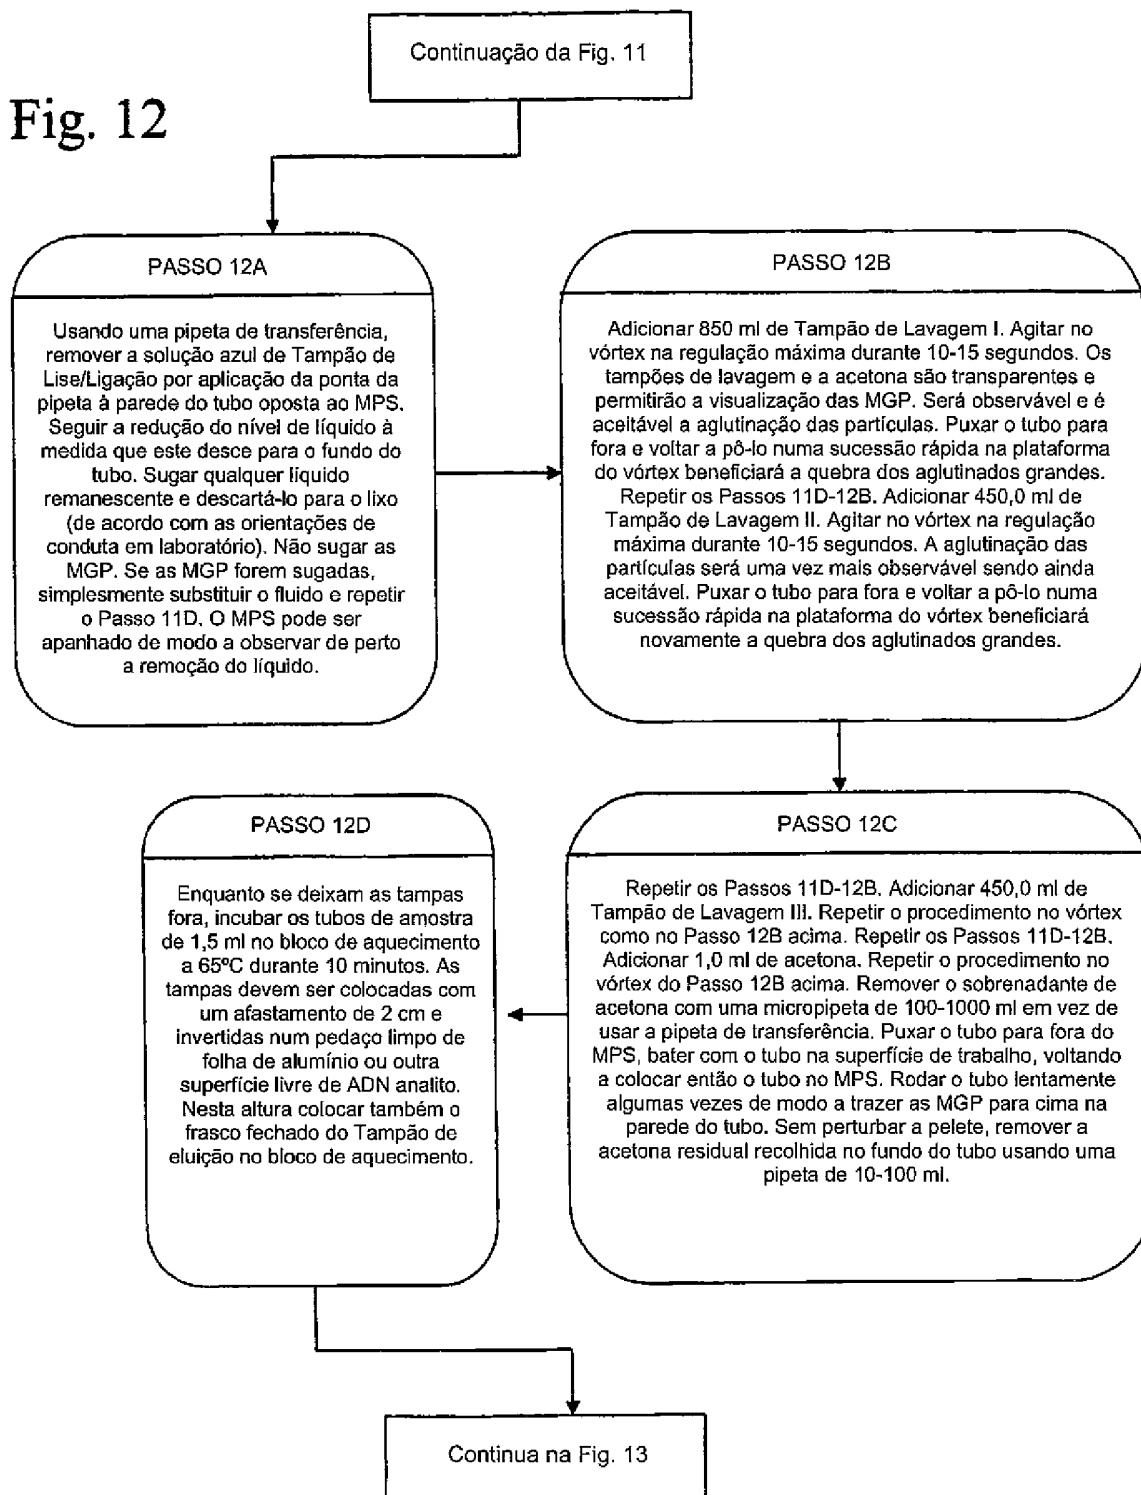 Continuação da Fig. 11
Fig. 12
PASSO 12A
Usando uma pipeta de transferência,
remover a solução azul de Tampão de
Lise/Ligação por aplicação da ponta da
pipeta à parede do tubo oposta ao MPS.
Seguir a redução do nível de líquido à
medida que este desce para o fundo do
tubo. Sugar qualquer líquido
remanescente e descartá-lo para o lixo
(de acordo com as orientações de
conduta em laboratório). Não sugar as
MGP. Se as MGP forem sugadas,
simplesmente substituir o fluido e repetir
o Passo 11D. O MPS pode ser
apanhado de modo a observar de perto
a remoção do líquido.
PASSO 12B
Adicionar 850 ml de Tampão de Lavagem I. Agitar no
vórtex na regulação máxima durante 10-15 segundos. Os
tampões de lavagem e a acetona são transparentes e
permitirão a visualização das MGP. Será observável e é
aceitável a aglutinação das partículas. Puxar o tubo para
fora e voltar a pô-lo numa sucessão rápida na plataforma
do vórtex beneficiará a quebra dos aglutinados grandes.
Repetir os Passos 11D-12B. Adicionar 450,0 ml de
Tampão de Lavagem II. Agitar no vórtex na regulação
máxima durante 10-15 segundos. A aglutinação das
partículas será uma vez mais observável sendo ainda
aceitável. Puxar o tubo para fora e voltar a pô-lo numa
sucessão rápida na plataforma do vórtex beneficiará
novamente a quebra dos aglutinados grandes.
PASSO 12C
Repetir os Passos 11D-12B. Adicionar 450,0 ml de
Tampão de Lavagem III. Repetir o procedimento no vórtex
como no Passo 12B acima. Repetir os Passos 11D-12B.
Adicionar 1,0 ml de acetona. Repetir o procedimento no
vórtex do Passo 12B acima. Remover o sobrenadante de
acetona com uma micropipeta de 100-1000 ml em vez de
usar a pipeta de transferência. Puxar o tubo para fora do
MPS, bater com o tubo na superfície de trabalho, voltando
a colocar então o tubo no MPS. Rodar o tubo lentamente
algumas vezes de modo a trazer as MGP para cima na
parede do tubo. Sem perturbar a pelete, remover a
acetona residual recolhida no fundo do tubo usando uma
pipeta de 10-100 ml.
PASSO 12D
Enquanto se deixam as tampas
fora, incubar os tubos de amostra
de 1,5 ml no bloco de aquecimento
a 65ºC durante 10 minutos. As
tampas devem ser colocadas com
um afastamento de 2 cm e
invertidas num pedaço limpo de
folha de alumínio ou outra
superfície livre de ADN analito.
Nesta altura colocar também o
frasco fechado do Tampão de
eluição no bloco de aquecimento.
Continua na Fig. 13